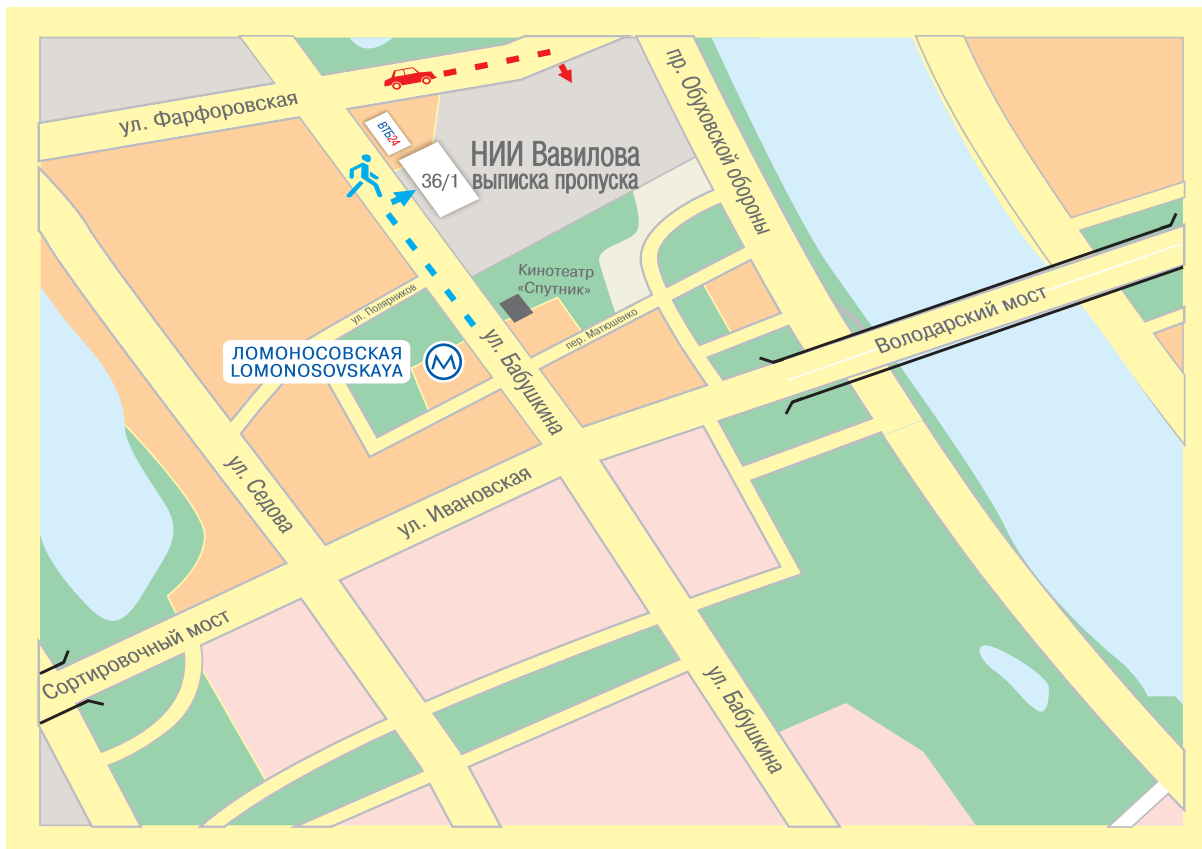 ул. Фарфоровская
пр. Обуховской обороны
ВТБ24
НИИ Вавилова
выписка пропуска
36/1
Кинотеатр
«Спутник»
ул. Полярников
пер. Матюшенко
Володарский мост
ЛОМОНОСОВСКАЯ
LOMONOSOVSKAYA
М
ул. Бабушкина
ул. Седова
ул. Ивановская
Сортировочный мост
ул. Бабушкина